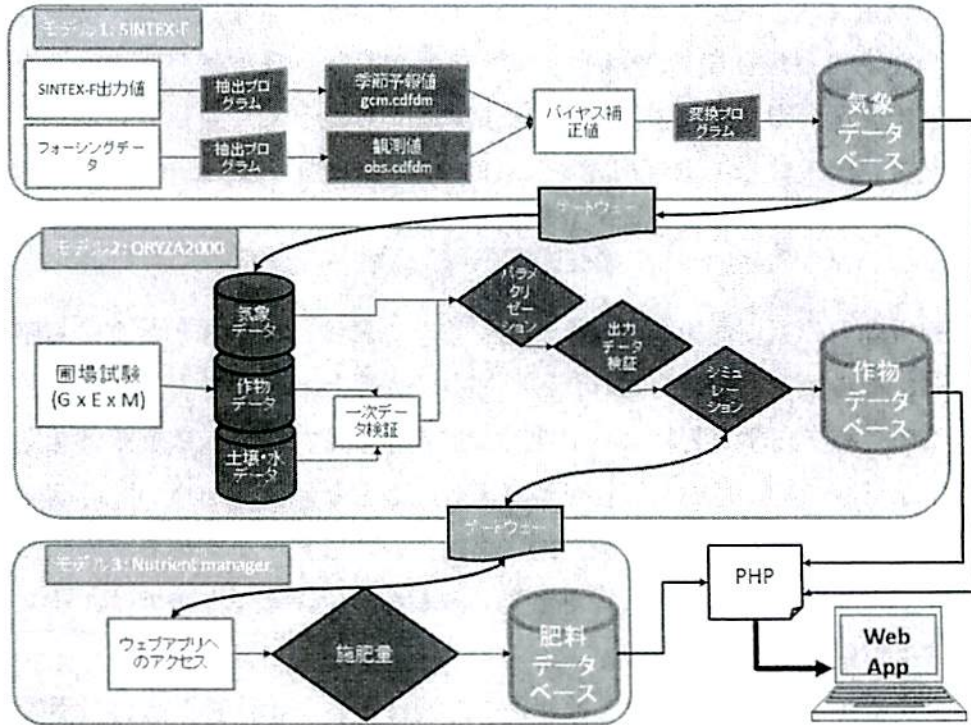 モデル 1: SINTEX-F
SINTEX-F出力値
抽出プロ
グラム
季節予報値
gcm.cdfdm
フォーシングデー
タ
抽出プロ
グラム
観測値
obs.cdfdm
バイヤス補
正値
変換プロ
グラム
気象
データ
ベース
ゲートウェー
モデル2: ORYZA2000
圃場試験
(G x E x M)
気象
データ
作物
データ
土壌・水
データ
一次デー
タ検証
パラメ
タリ
ゼー
ション
出力
データ
検証
シミュ
レー
ション
作物
データ
ベース
ゲートウェー
モデル 3: Nutrient manager
ウェブアプリへ
のアクセス
施肥量
肥料
データ
ベース
PHP
Web
App